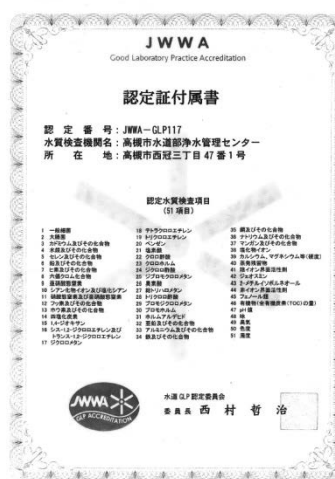 JWWA
Good Laboratory Practice Accreditation
認定証付属書
認 定 番 号：JWWA－GLP117
水質検査機関名：高槻市水道部浄水管理センター
所 在 地：高槻市西冠三丁目 47 番 1 号
認定水質検査項目
（51 項目）
1 一般細菌
2 大腸菌
3 カドミウム及びその化合物
4 水銀及びその化合物
5 セレン及びその化合物
6 鉛及びその化合物
7 ヒ素及びその化合物
8 六価クロム化合物
9 亜硝酸態窒素
10 シアン化物イオン及び塩化シアン
11 硝酸態窒素及び亜硝酸態窒素
12 フッ素及びその化合物
13 ホウ素及びその化合物
14 四塩化炭素
15 1,4-ジオキサン
16 シス-1,2-ジクロロエチレン及び
トランス-1,2-ジクロロエチレン
17 ジクロロメタン
18 テトラクロロエチレン
19 トリクロロエチレン
20 ベンゼン
21 塩素酸
22 クロロ酢酸
23 クロロホルム
24 ジクロロ酢酸
25 ジブロモクロロメタン
26 臭素酸
27 総トリハロメタン
28 トリクロロ酢酸
29 ブロモジクロロメタン
30 ブロモホルム
31 ホルムアルデヒド
32 亜鉛及びその化合物
33 アルミニウム及びその化合物
34 鉄及びその化合物
35 銅及びその化合物
36 ナトリウム及びその化合物
37 マンガン及びその化合物
38 塩化物イオン
39 カルシウム、マグネシウム等(硬度)
40 蒸発残留物
41 陰イオン界面活性剤
42 ジェオスミン
43 2-メチルイソボルネオール
44 非イオン界面活性剤
45 フェノール類
46 有機物(全有機炭素(TOC)の量)
47 pH値
48 味
49 臭気
50 色度
51 濁度
JWWA
GLP ACCREDITATION
水道 GLP 認定委員会
委 員 長 西 村 哲 治